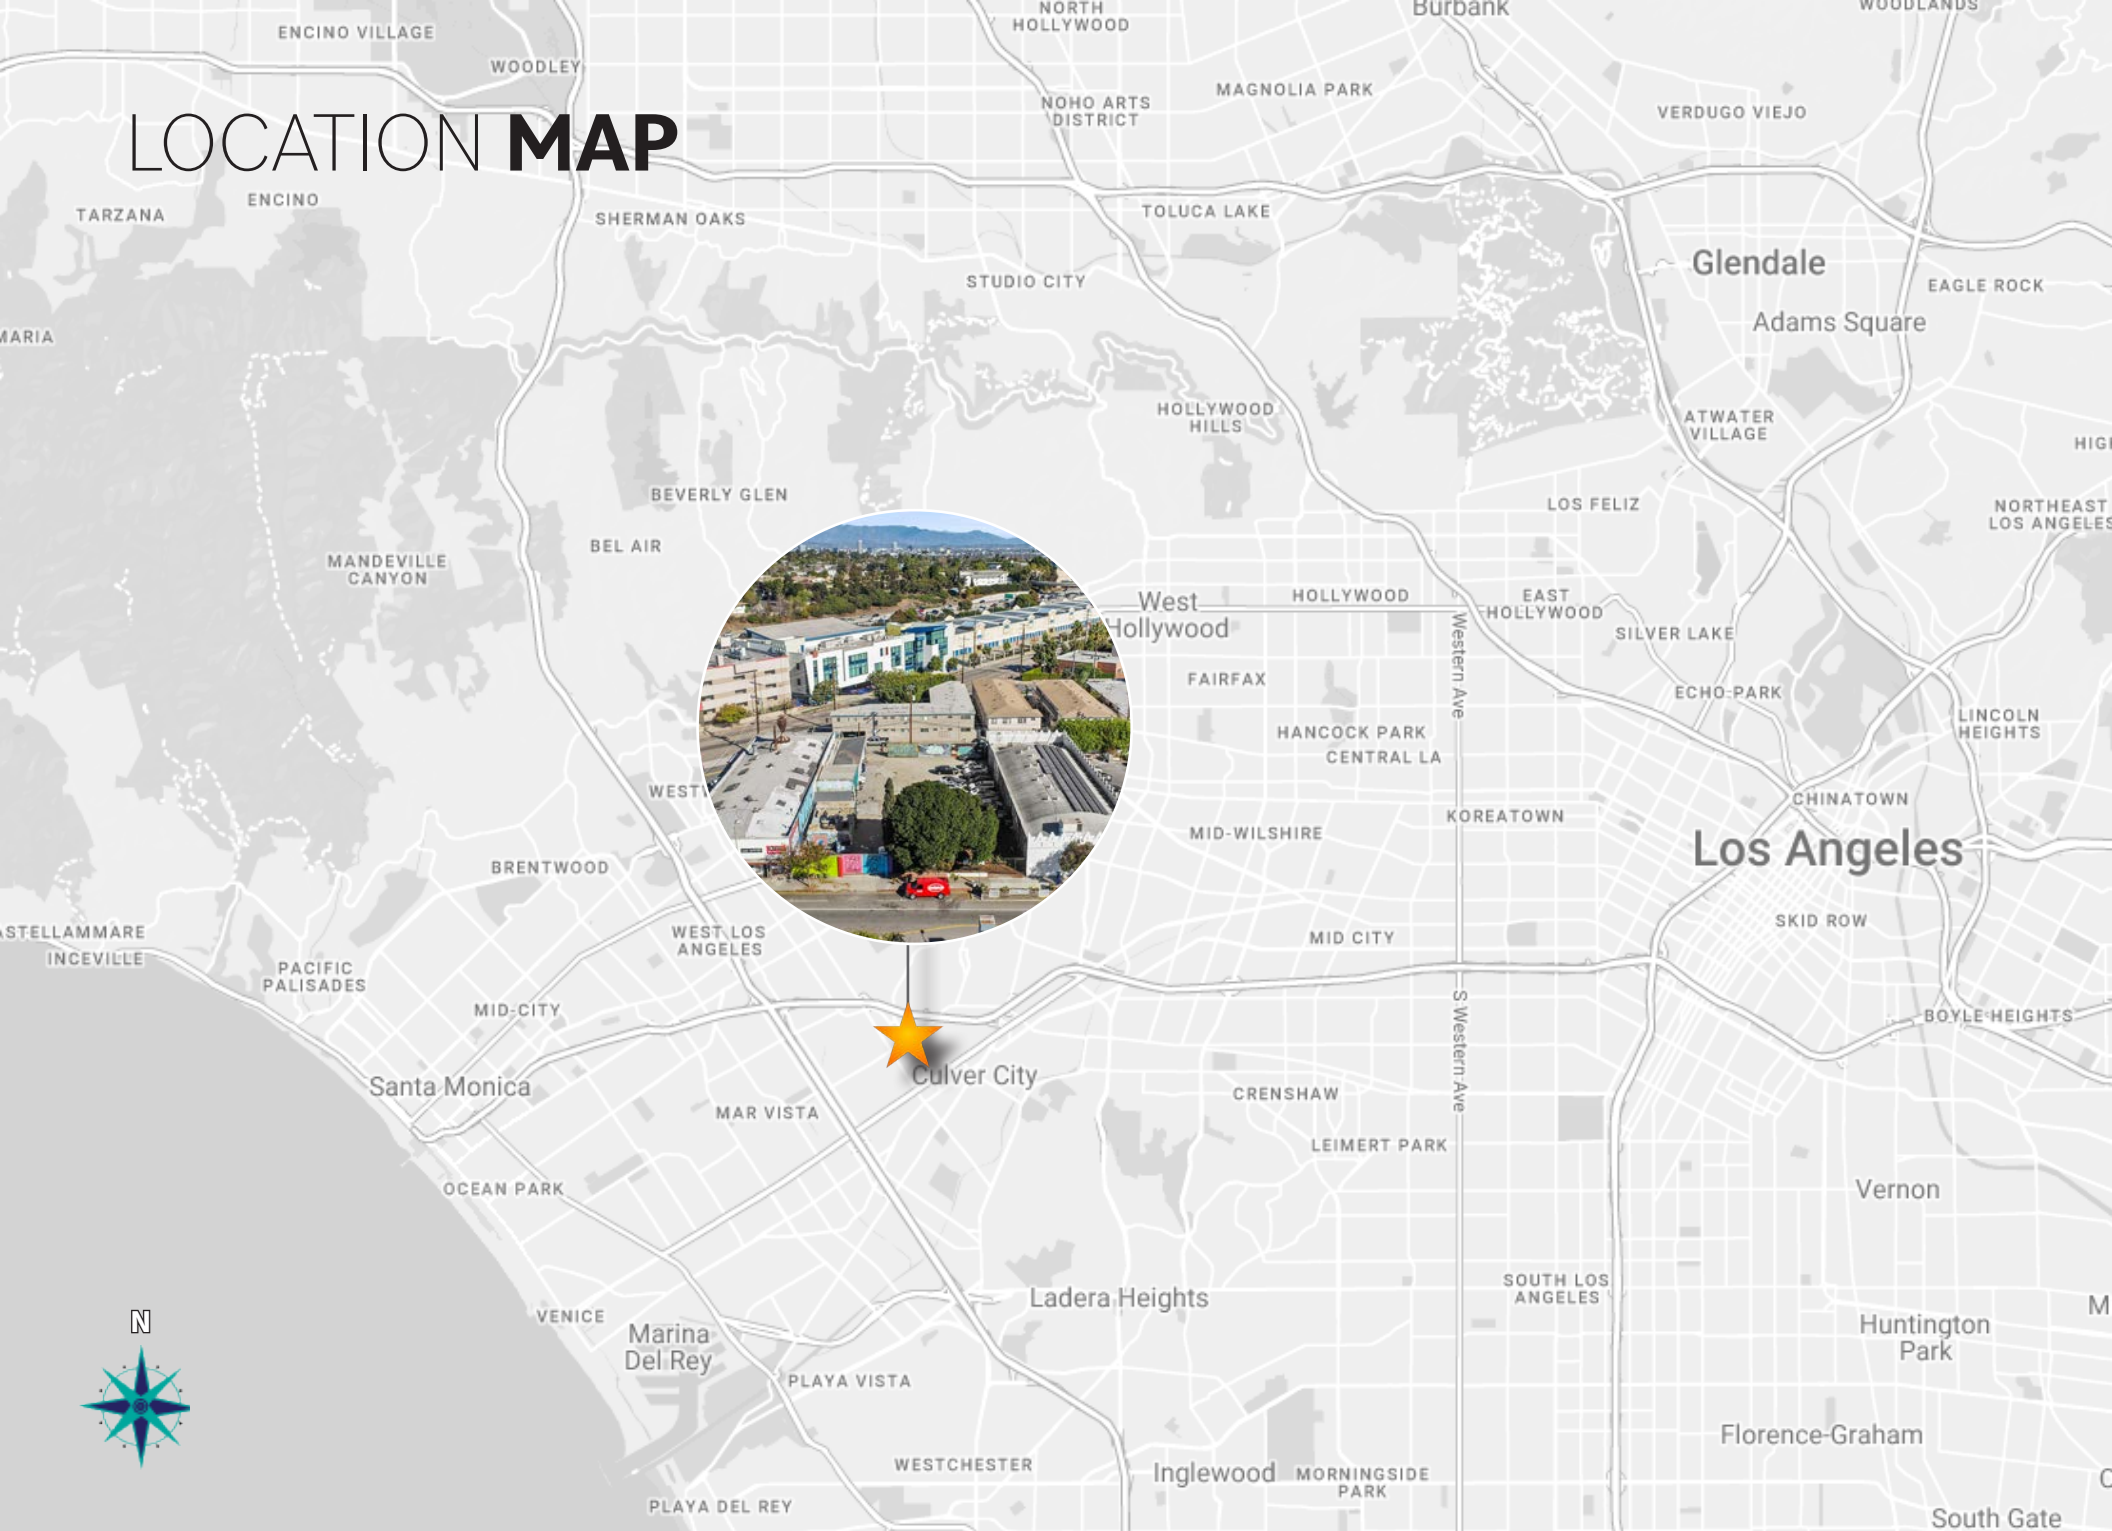 Burbank
WOODLANDS
NORTH
HOLLYWOOD
ENCINO VILLAGE
WOODLEY
MAGNOLIA PARK
NOHO ARTS
DISTRICT
VERDUGO VIEJO
LOCATION MAP
ENCINO
TARZANA
SHERMAN OAKS
TOLUCA LAKE
Glendale
STUDIO CITY
EAGLE ROCK
Adams Square
MARIA
HOLLYWOOD
HILLS
ATWATER
VILLAGE
HIG
BEVERLY GLEN
LOS FELIZ
NORTHEAST
LOS ANGELES
BEL AIR
MANDEVILLE
CANYON
West
Hollywood
HOLLYWOOD
EAST
HOLLYWOOD
SILVER LAKE
Western Ave
FAIRFAX
ECHO PARK
LINCOLN
HEIGHTS
HANCOCK PARK
CENTRAL LA
WESTW
CHINATOWN
KOREATOWN
MID-WILSHIRE
Los Angeles
BRENTWOOD
SKID ROW
WEST LOS
ANGELES
MID CITY
ASTELLAMMARE
INCEVILLE
PACIFIC
PALISADES
MID-CITY
S Western Ave
BOYLE HEIGHTS
Culver City
Santa Monica
CRENSHAW
MAR VISTA
LEIMERT PARK
OCEAN PARK
Vernon
SOUTH LOS
ANGELES
Ladera Heights
M
N
VENICE
Marina
Del Rey
Huntington
Park
PLAYA VISTA
Florence-Graham
WESTCHESTER
Inglewood
MORNINGSIDE
PARK
C
PLAYA DEL REY
South Gate